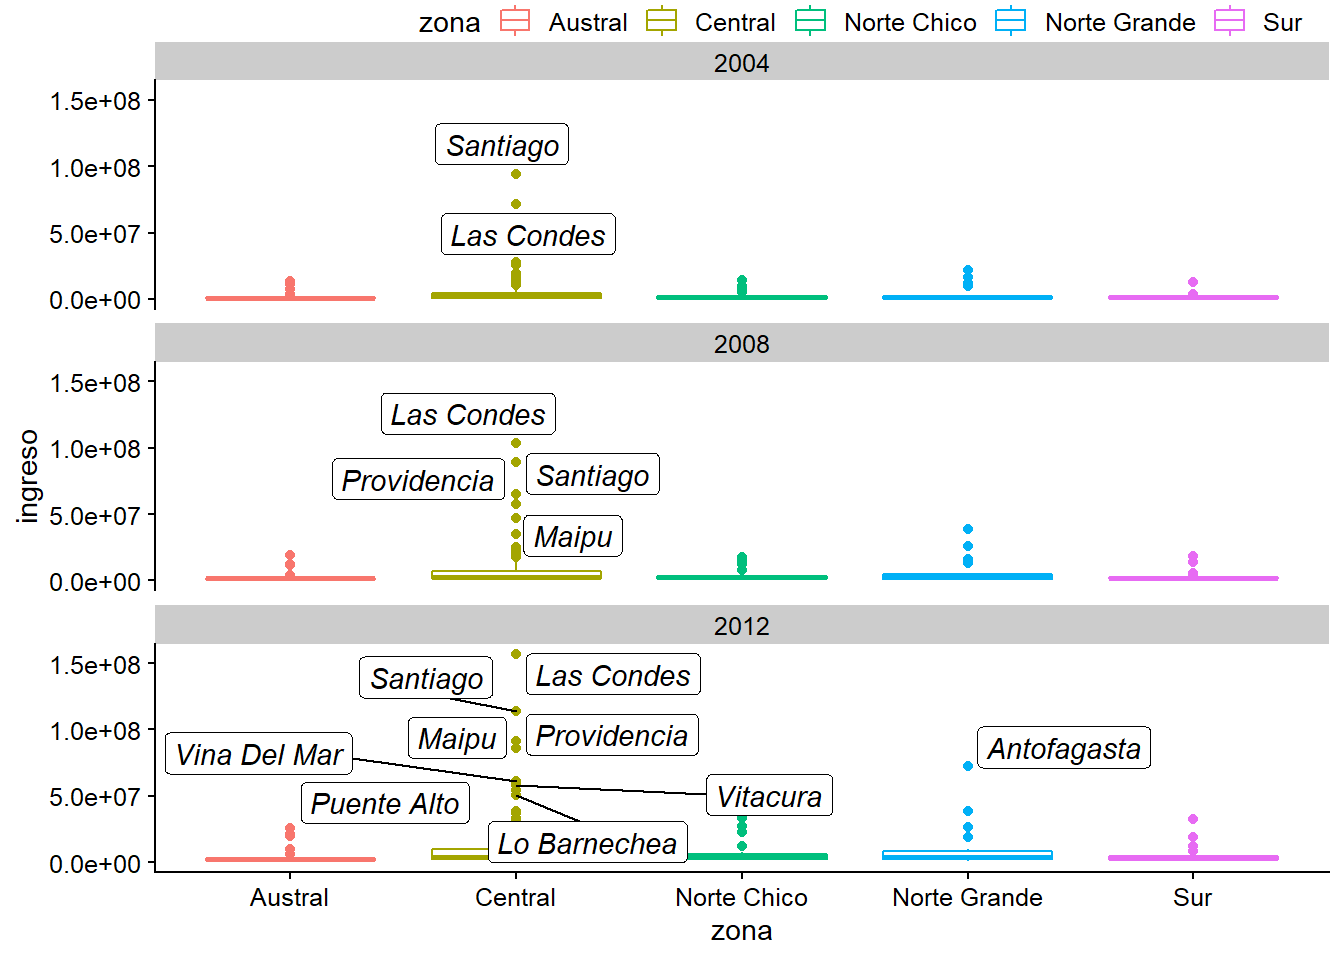 zona Austral Central Norte Chico Norte Grande Sur
2004
1.5e+08
1.0e+08
5.0e+07
0.0e+00
Santiago
Las Condes
2008
1.5e+08
1.0e+08
5.0e+07
0.0e+00
Las Condes
Providencia
Santiago
Maipu
ingreso
2012
1.5e+08
1.0e+08
5.0e+07
0.0e+00
Santiago
Las Condes
Maipu
Providencia
Vina Del Mar
Antofagasta
Puente Alto
Vitacura
Lo Barnechea
Austral Central Norte Chico Norte Grande Sur
zona